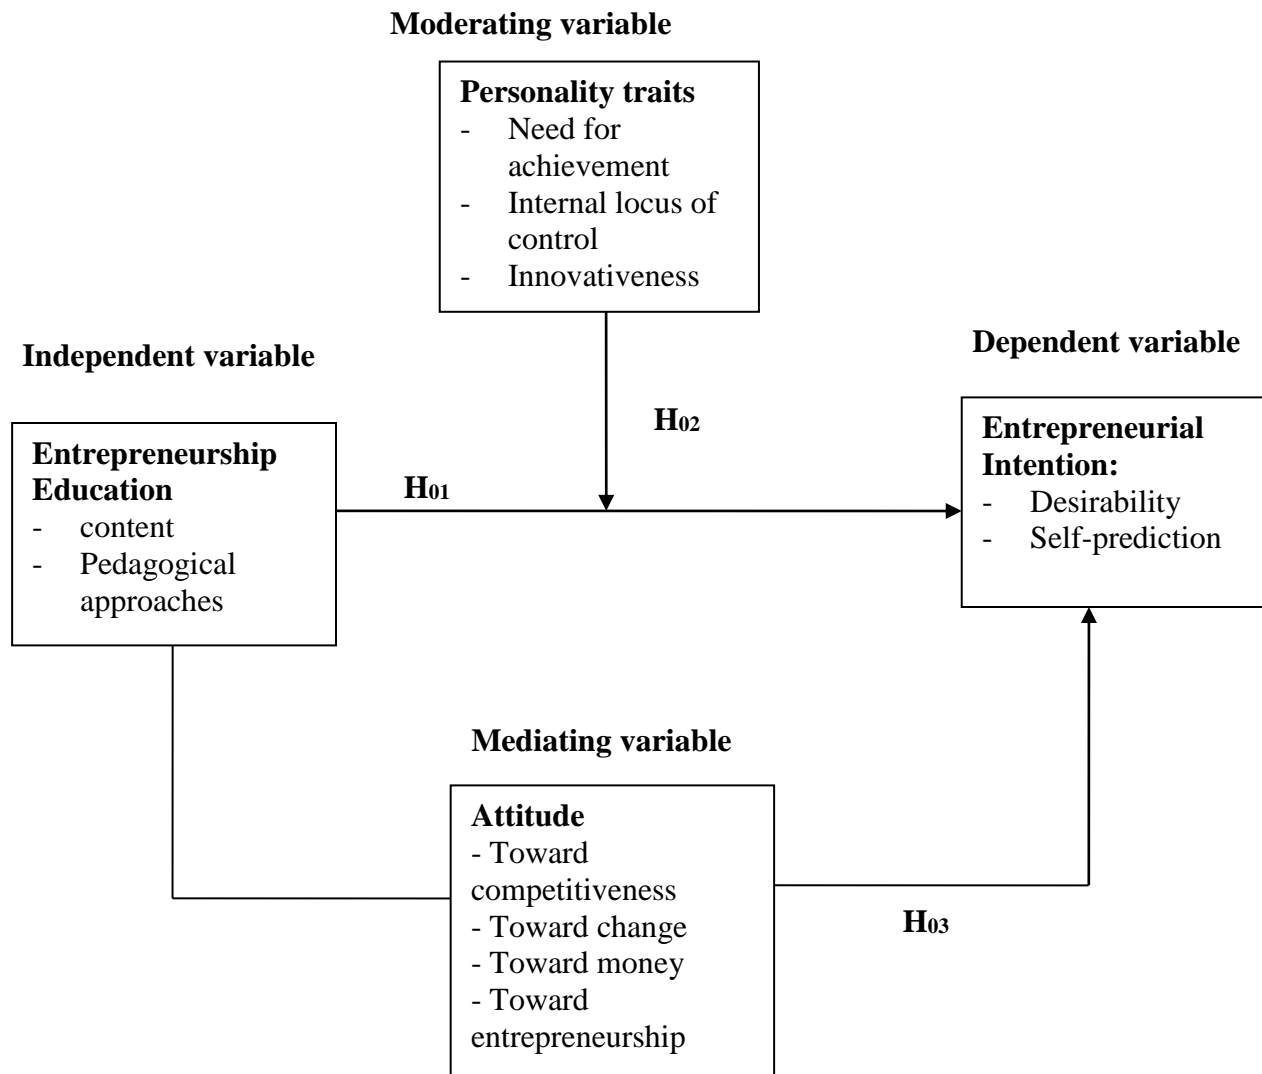 Moderating variable
Personality traits
- Need for
achievement
- Internal locus of
control
- Innovativeness
Independent variable
Dependent variable
H02
Entrepreneurship
Education
- content
- Pedagogical
approaches
H01
Entrepreneurial
Intention:
- Desirability
- Self-prediction
Mediating variable
Attitude
- Toward
competitiveness
- Toward change
- Toward money
- Toward
entrepreneurship
H03